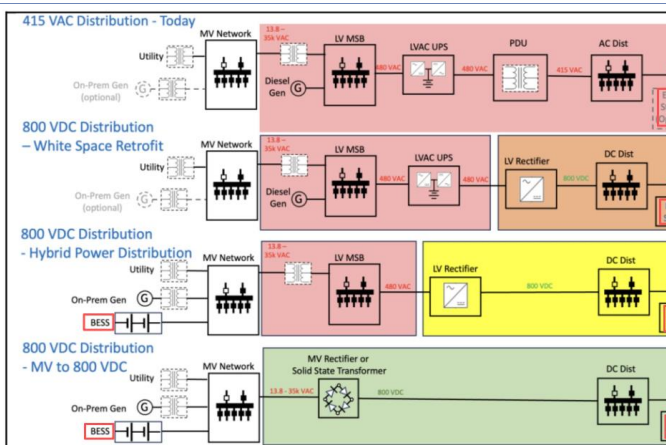 415 VAC Distribution - Today
MV Network
13.8 –
35k VAC
LV MSB
LVAC UPS
PDU
AC Dist
Utility
480 VAC
480 VAC
415 VAC
On-Prem Gen
(optional)
G
Diesel
Gen
G
800 VDC Distribution
– White Space Retrofit
MV Network
13.8 –
35k VAC
LV MSB
LVAC UPS
LV Rectifier
DC Dist
Utility
480 VAC
480 VAC
800 VDC
On-Prem Gen
(optional)
G
Diesel
Gen
G
800 VDC Distribution
- Hybrid Power Distribution
MV Network
13.8 –
35k VAC
LV MSB
LV Rectifier
DC Dist
Utility
480 VAC
800 VDC
On-Prem Gen
G
BESS
800 VDC Distribution
- MV to 800 VDC
MV Network
MV Rectifier or
Solid State Transformer
DC Dist
Utility
13.8 - 35k VAC
800 VDC
On-Prem Gen
G
BESS